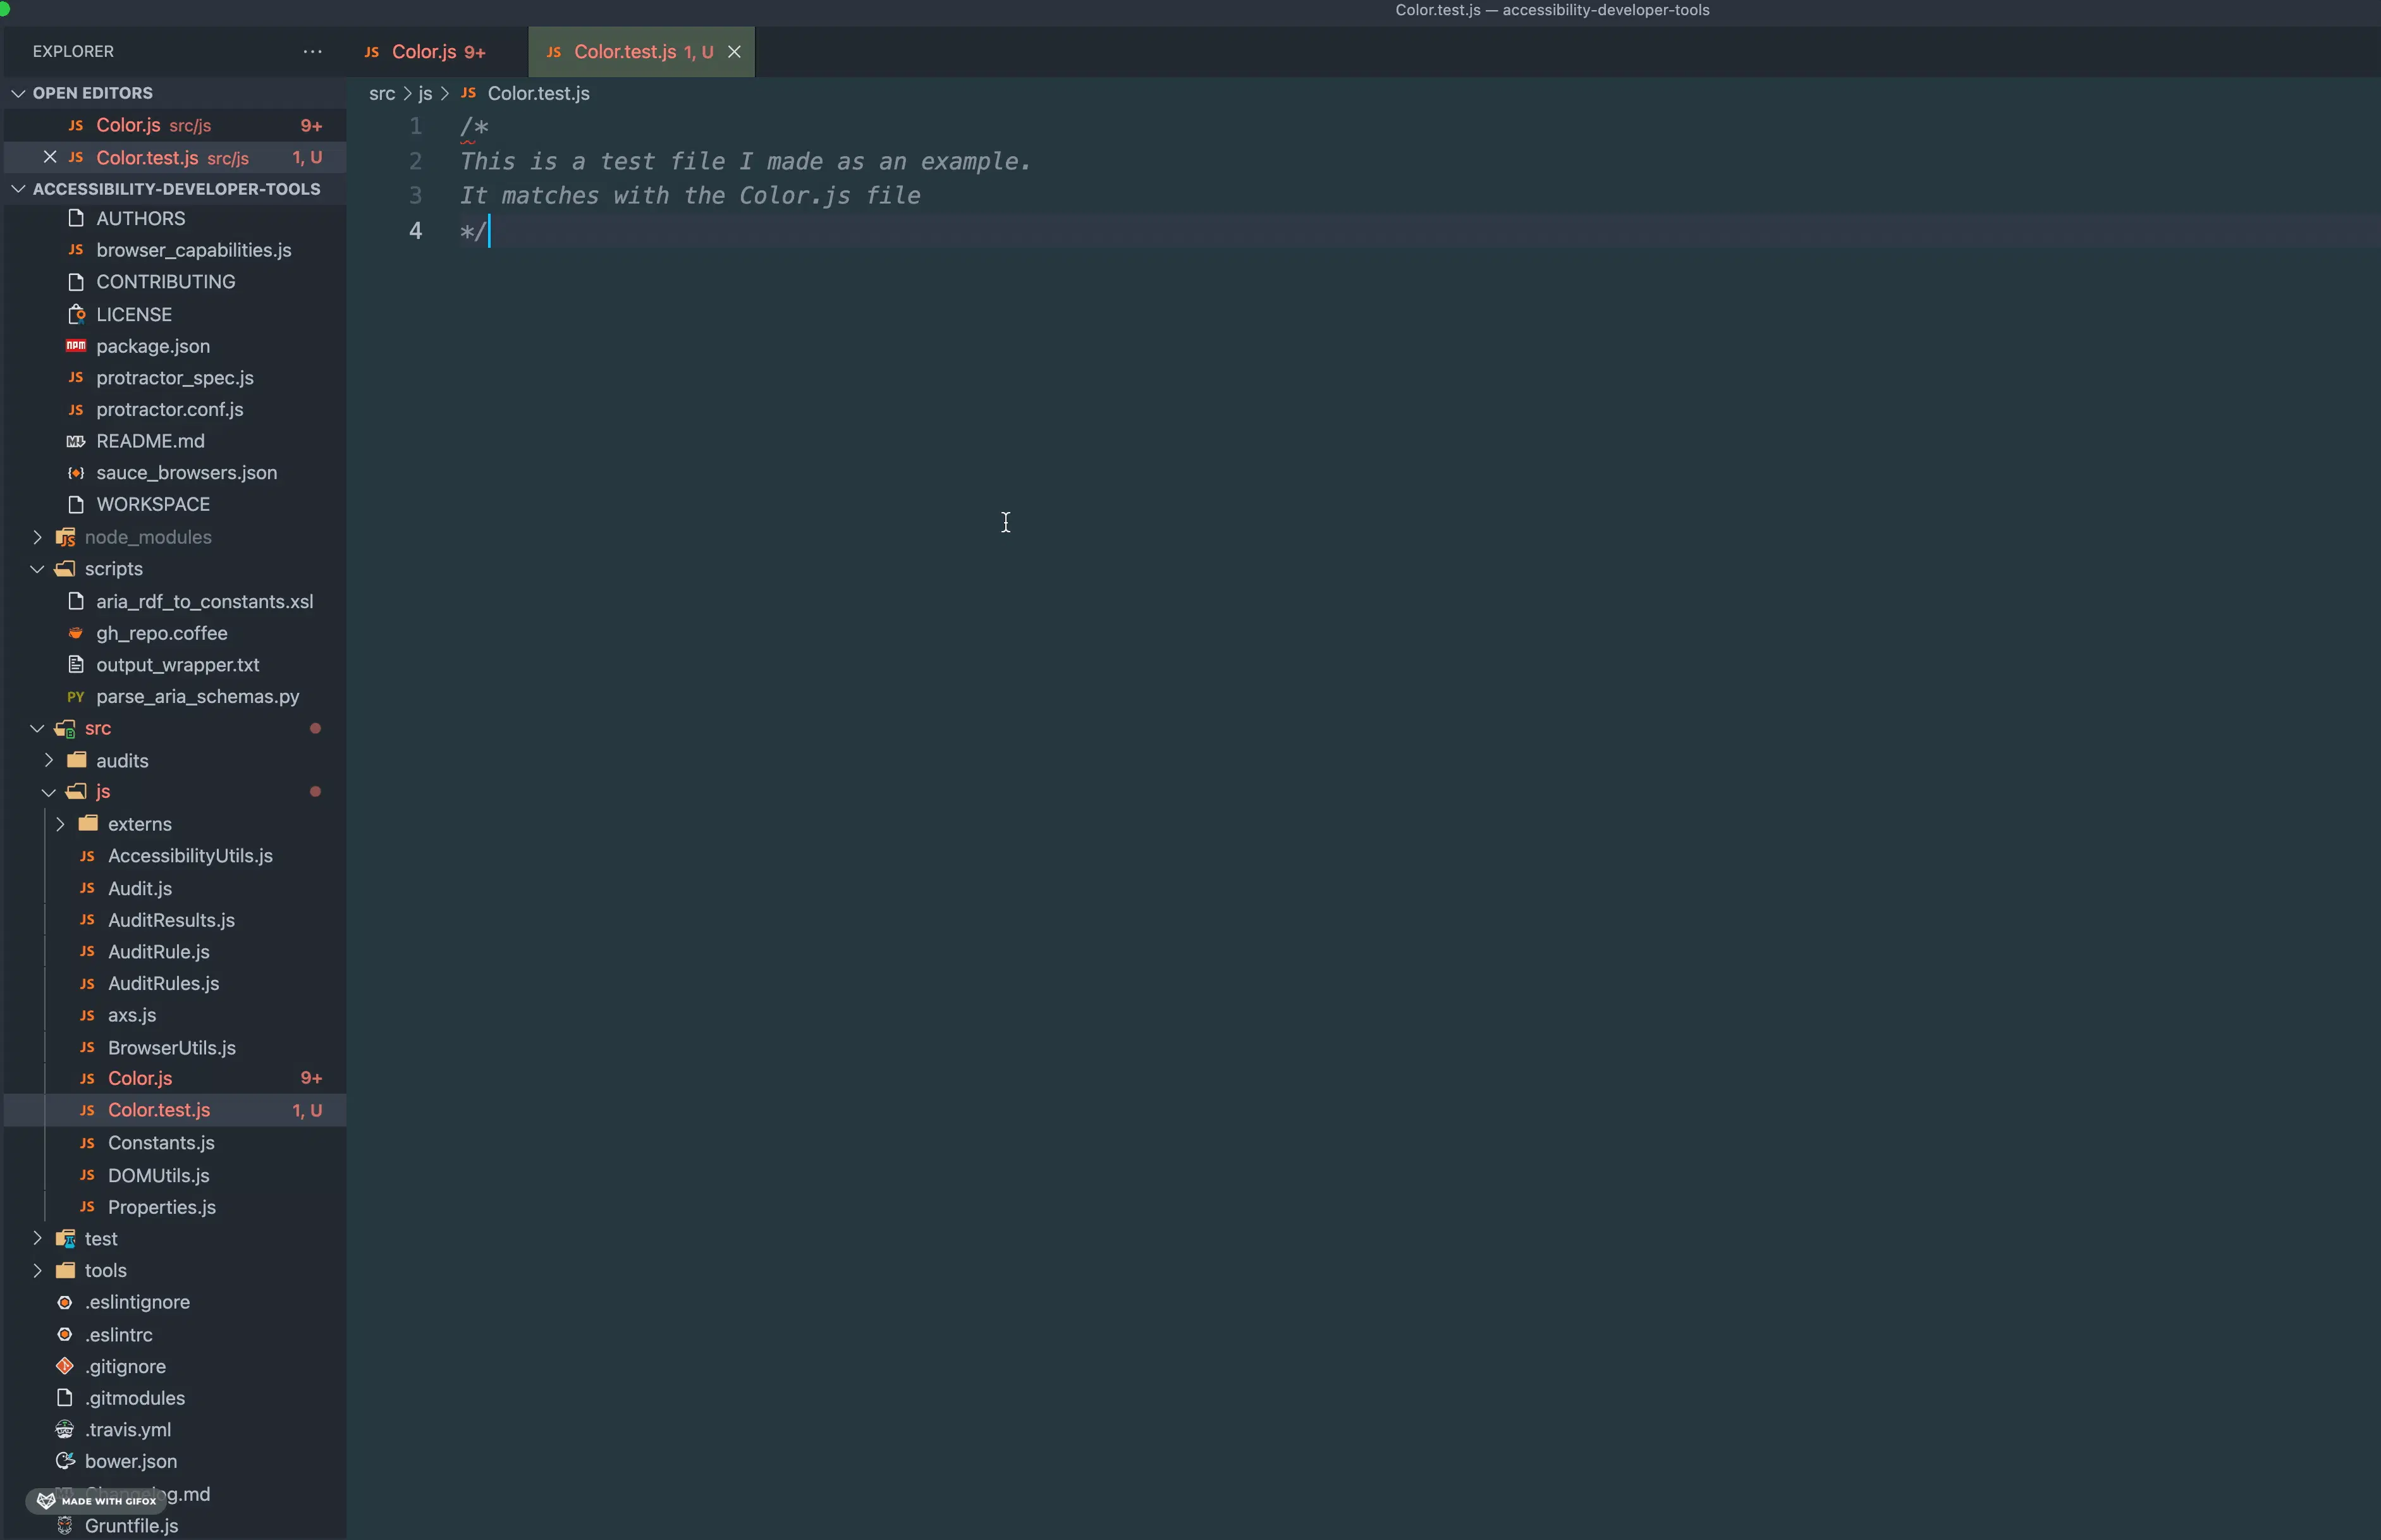 Color.test.js — accessibility-developer-tools
EXPLORER ···
JS Color.js 9+
JS Color.test.js 1, U
OPEN EDITORS
JS Color.js src/js 9+
JS Color.test.js src/js 1, U
ACCESSIBILITY-DEVELOPER-TOOLS
AUTHORS
JS browser_capabilities.js
CONTRIBUTING
LICENSE
npm package.json
JS protractor_spec.js
JS protractor.conf.js
README.md
sauce_browsers.json
WORKSPACE
JS node_modules
scripts
aria_rdf_to_constants.xsl
gh_repo.coffee
output_wrapper.txt
PY parse_aria_schemas.py
src
audits
js
externs
JS AccessibilityUtils.js
JS Audit.js
JS AuditResults.js
JS AuditRule.js
JS AuditRules.js
JS axs.js
JS BrowserUtils.js
JS Color.js 9+
JS Color.test.js 1, U
JS Constants.js
JS DOMUtils.js
JS Properties.js
test
tools
.eslintignore
.eslintrc
.gitignore
.gitmodules
.travis.yml
bower.json
MADE WITH GIFOX
Gruntfile.js
src > js > JS Color.test.js
1 /*
2 This is a test file I made as an example.
3 It matches with the Color.js file
4 */